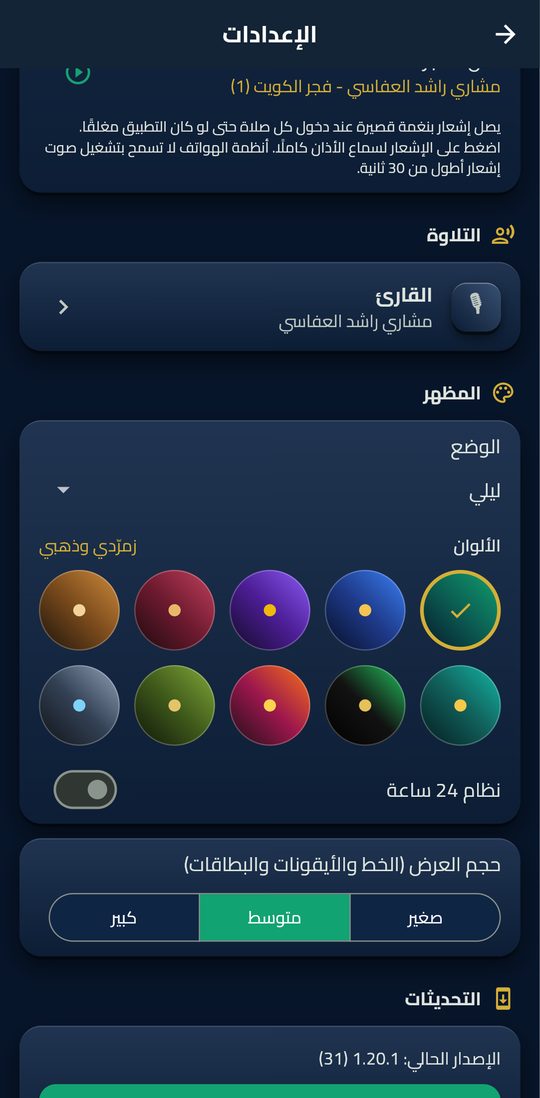 الإعدادات
مشاري راشد العفاسي - فجر الكويت (1)
يصل إشعار بنغمة قصيرة عند دخول كل صلاة حتى لو كان التطبيق مغلقًا.
اضغط على الإشعار لسماع الأذان كاملًا. أنظمة الهواتف لا تسمح بتشغيل صوت
إشعار أطول من 30 ثانية.
التلاوة
القارئ
مشاري راشد العفاسي
المظهر
الوضع
ليلي
الألوان
زمرّدي وذهبي
نظام 24 ساعة
حجم العرض (الخط والأيقونات والبطاقات)
صغير
متوسط
كبير
التحديثات
الإصدار الحالي: 1.20.1 (31)